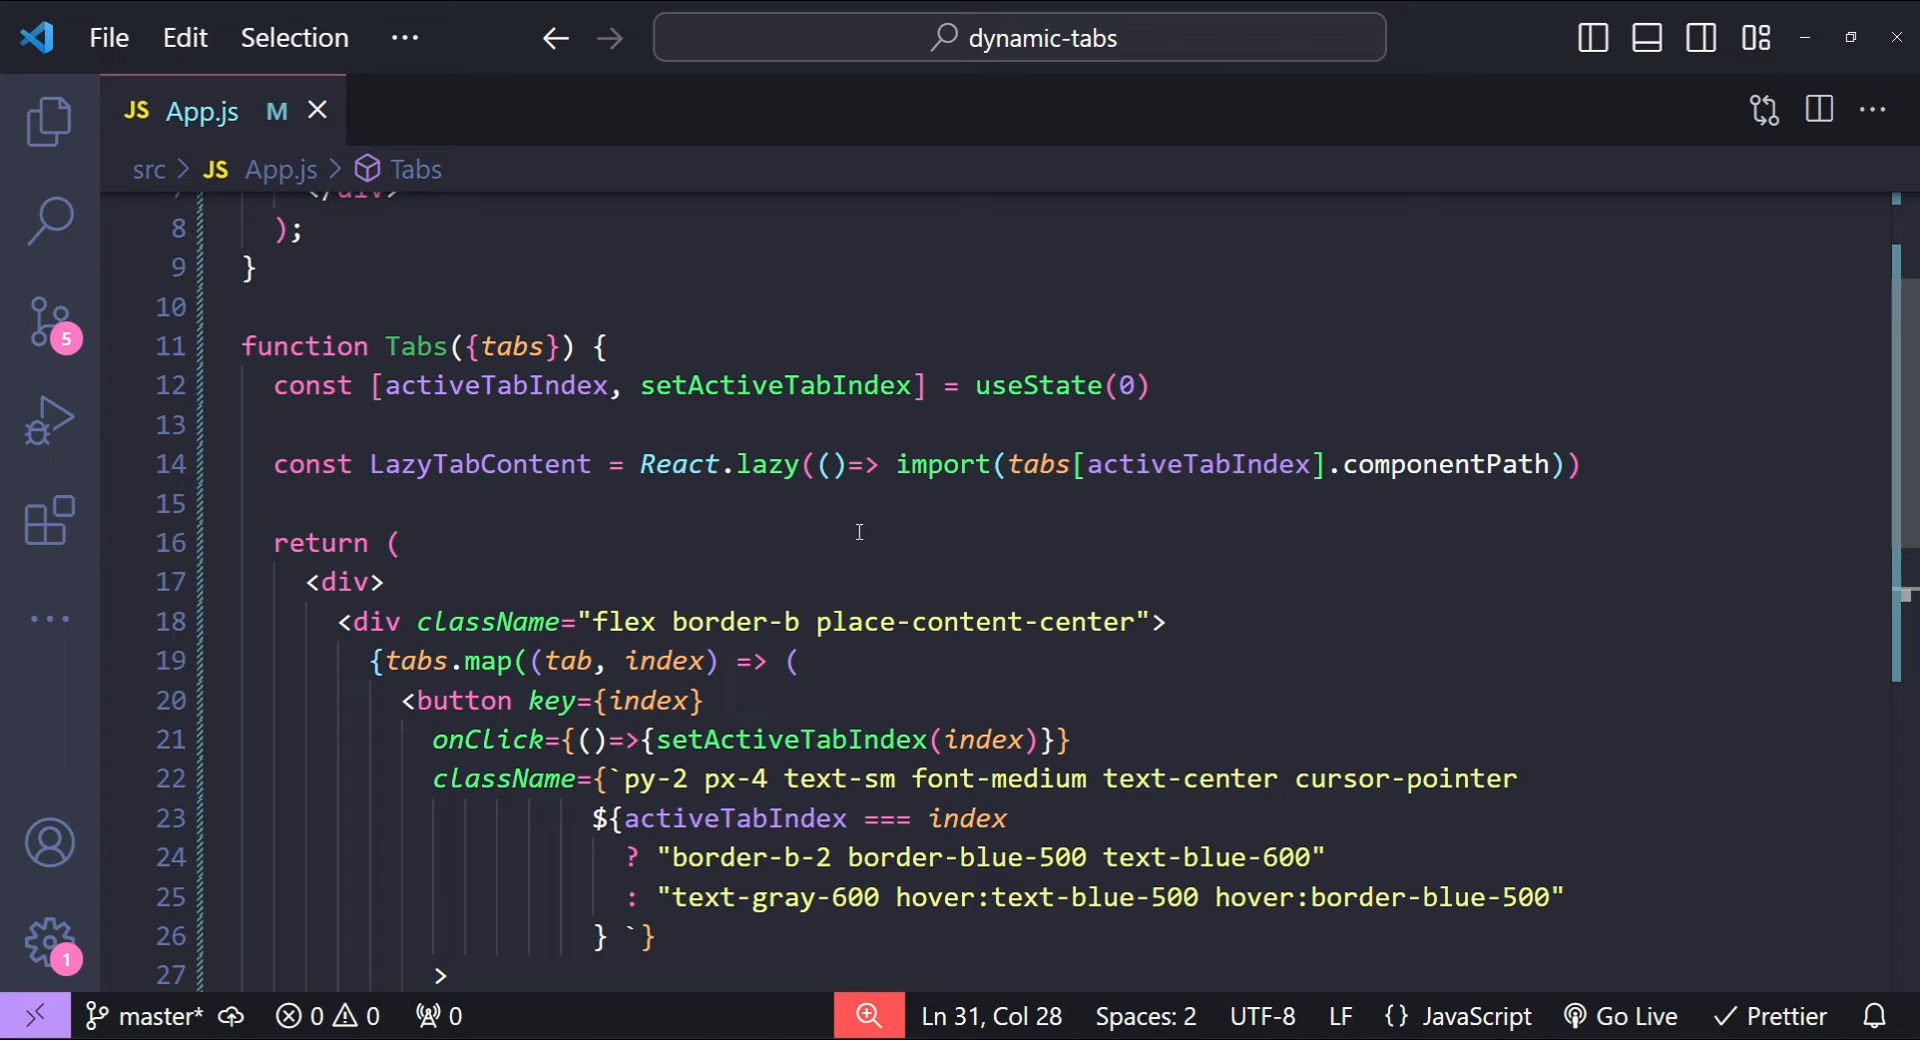 File Edit Selection ··· dynamic-tabs
JS App.js M
src > JS App.js > Tabs
7 </div>
8 );
9 }
10
11 function Tabs({tabs}) {
12 const [activeTabIndex, setActiveTabIndex] = useState(0)
13
14 const LazyTabContent = React.lazy(()=> import(tabs[activeTabIndex].componentPath))
15
16 return (
17 <div>
18 <div className="flex border-b place-content-center">
19 {tabs.map((tab, index) => (
20 <button key={index}
21 onClick={()=>{setActiveTabIndex(index)}}
22 className={`py-2 px-4 text-sm font-medium text-center cursor-pointer
23 ${activeTabIndex === index
24 ? "border-b-2 border-blue-500 text-blue-600"
25 : "text-gray-600 hover:text-blue-500 hover:border-blue-500"
26 } `}
27 >
5
1
master* 0 0 0 Ln 31, Col 28 Spaces: 2 UTF-8 LF {} JavaScript Go Live Prettier